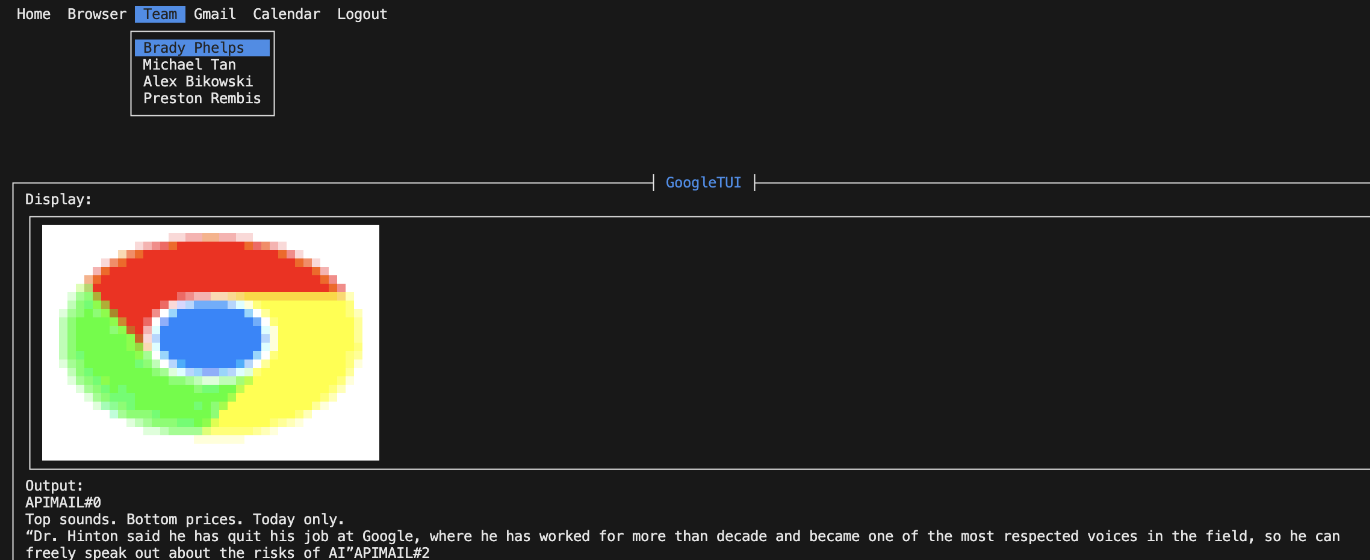 Home Browser Team Gmail Calendar Logout
Brady Phelps
Michael Tan
Alex Bikowski
Preston Rembis
GoogleTUI
Display:
Output:
APIMAIL#0
Top sounds. Bottom prices. Today only.
“Dr. Hinton said he has quit his job at Google, where he has worked for more than decade and became one of the most respected voices in the field, so he can
freely speak out about the risks of AI”APIMAIL#2